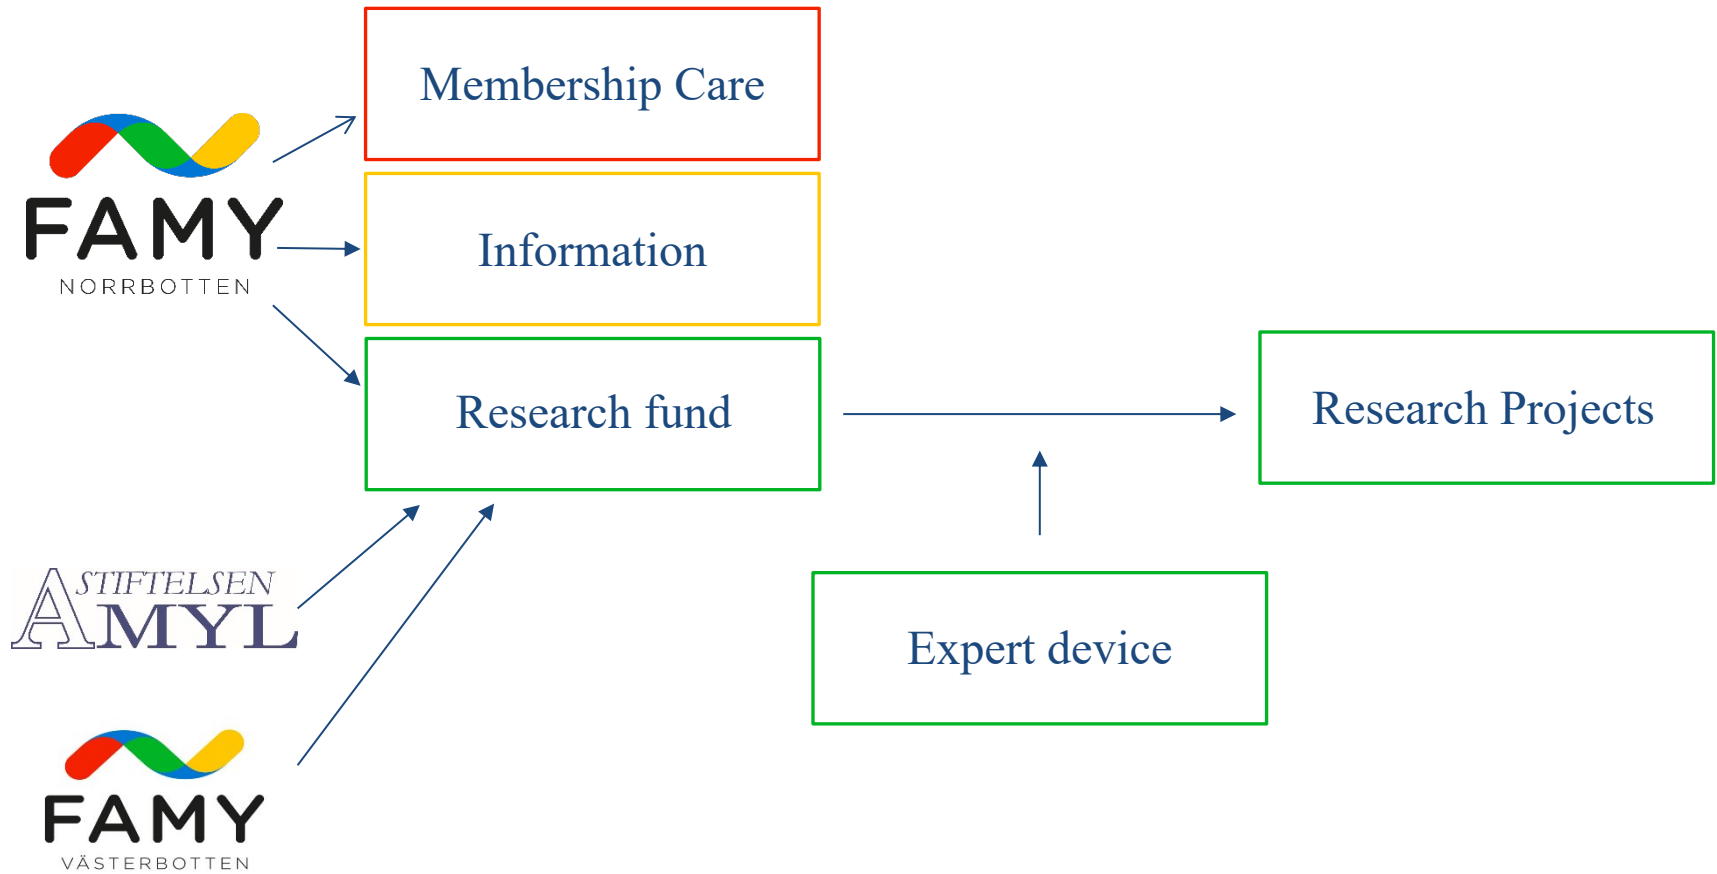 Membership Care
FAMY
NORRBOTTEN
Information
Research fund
Research Projects
STIFTELSEN
AMYL
Expert device
FAMY
VÄSTERBOTTEN